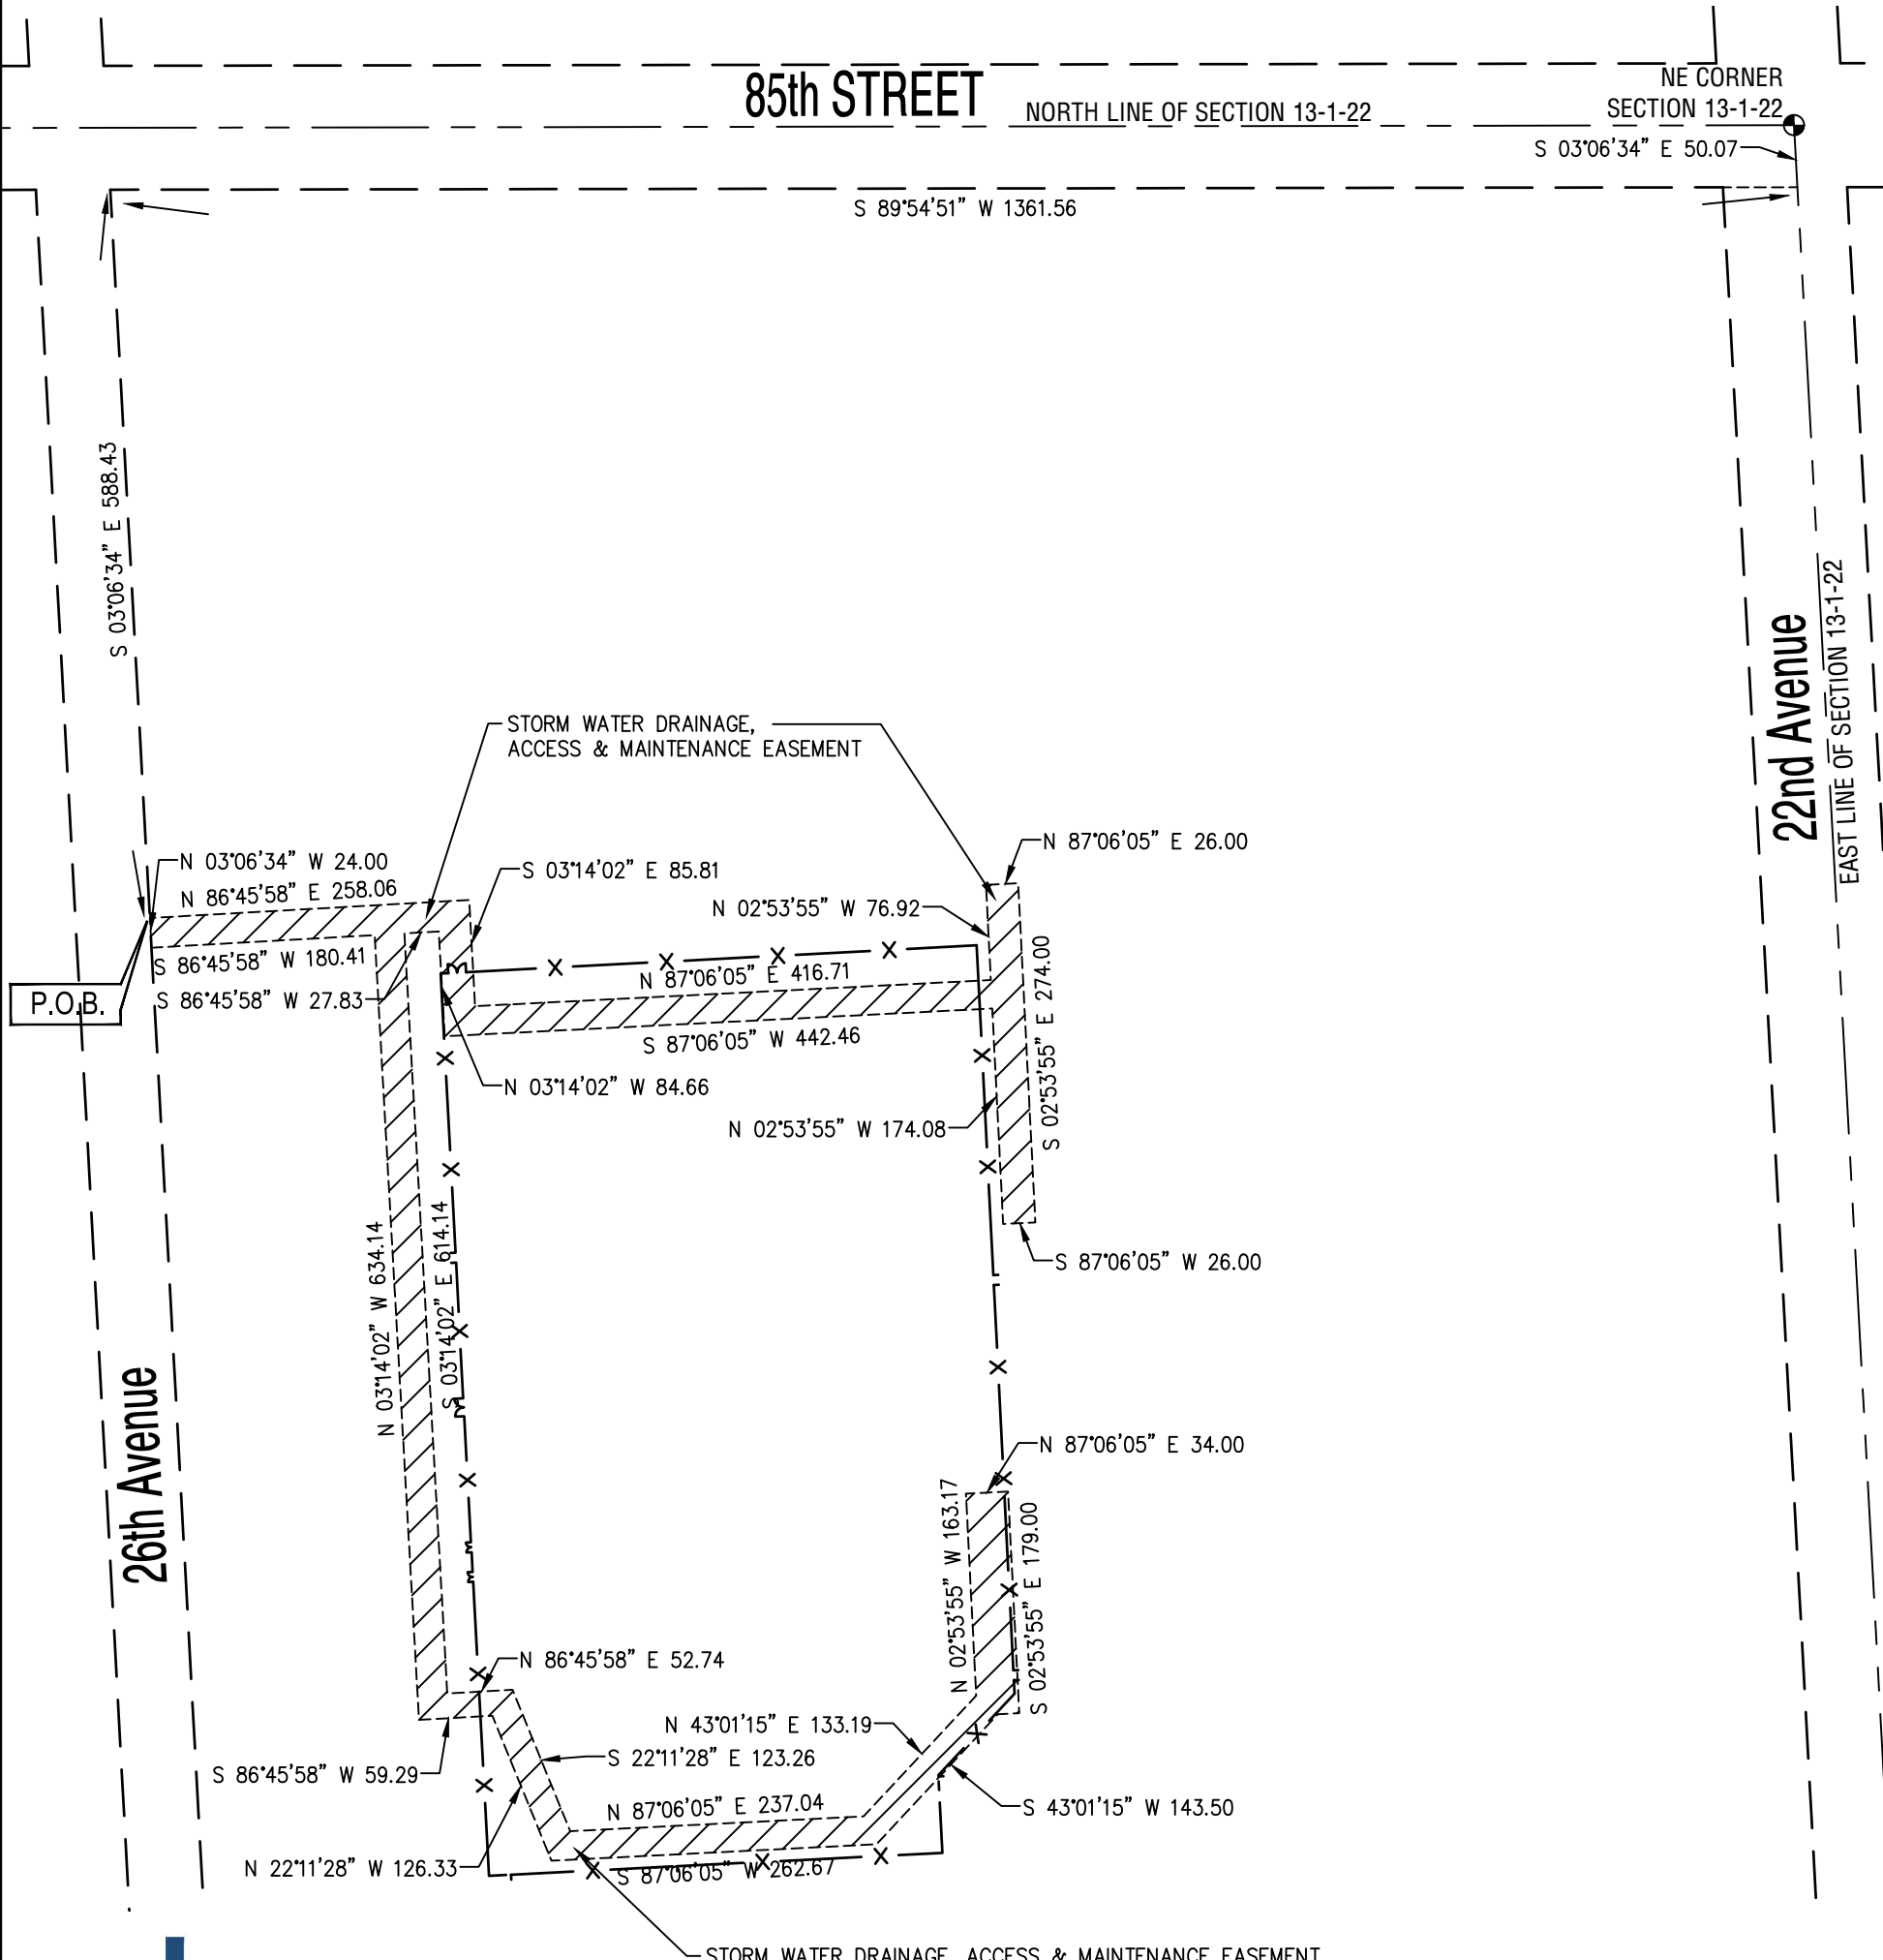 85th STREET
NORTH LINE OF SECTION 13-1-22
NE CORNER
SECTION 13-1-22
S 03°06'34" E 50.07
S 89°54'51" W 1361.56
S 03°06'34" E 588.43
22nd Avenue
EAST LINE OF SECTION 13-1-22
STORM WATER DRAINAGE,
ACCESS & MAINTENANCE EASEMENT
N 87°06'05" E 26.00
N 03°06'34" W 24.00
S 03°14'02" E 85.81
N 86°45'58" E 258.06
N 02°53'55" W 76.92
S 86°45'58" W 180.41
N 87°06'05" E 416.71
S 02°53'55" E 274.00
P.O.B.
S 86°45'58" W 27.83
S 87°06'05" W 442.46
N 03°14'02" W 84.66
N 02°53'55" W 174.08
S 87°06'05" W 26.00
N 03°14'02" W 634.14
S 03°14'02" E 614.14
26th Avenue
N 87°06'05" E 34.00
N 02°53'55" W 163.17
S 02°53'55" E 179.00
N 86°45'58" E 52.74
N 43°01'15" E 133.19
S 22°11'28" E 123.26
S 86°45'58" W 59.29
N 87°06'05" E 237.04
S 43°01'15" W 143.50
N 22°11'28" W 126.33
S 87°06'05" W 262.67
STORM WATER DRAINAGE, ACCESS & MAINTENANCE EASEMENT